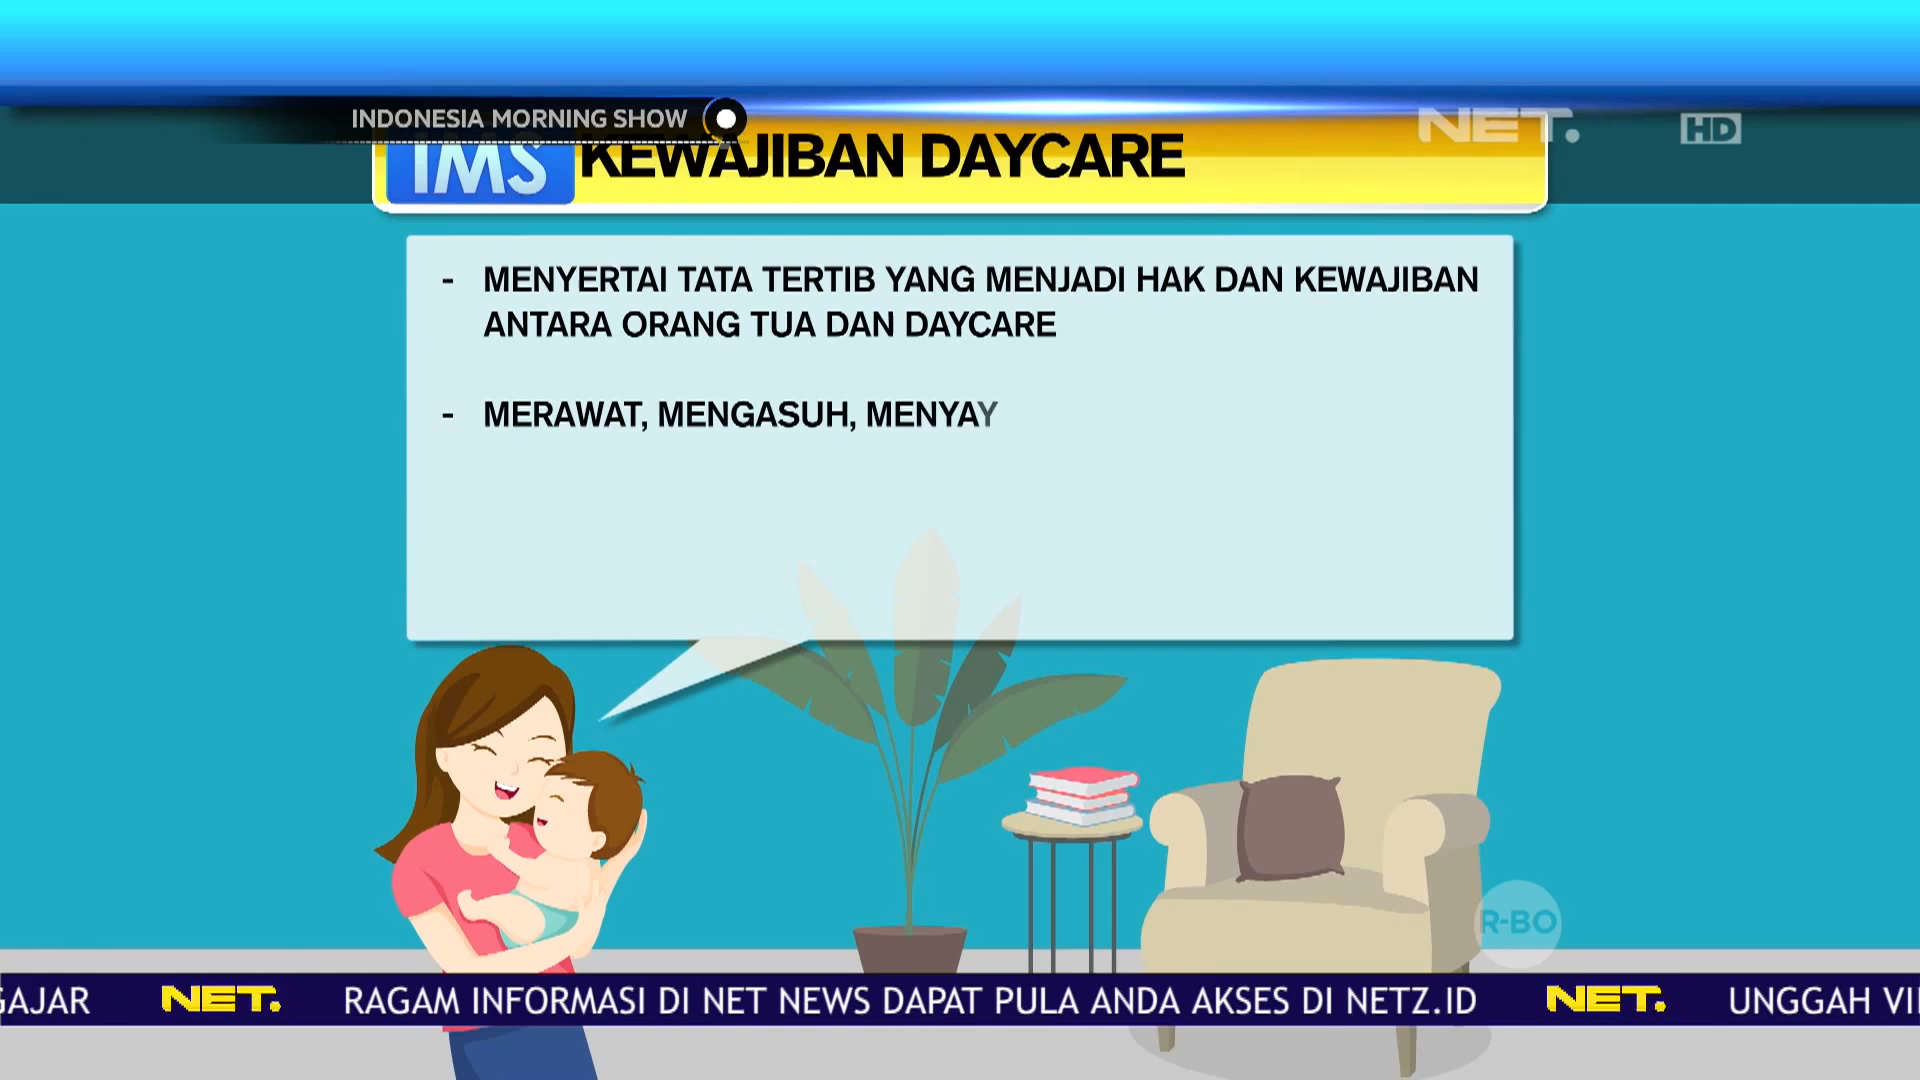 INDONESIA MORNING SHOW
NET.
HD
IMS KEWAJIBAN DAYCARE
- MENYERTAI TATA TERTIB YANG MENJADI HAK DAN KEWAJIBAN
ANTARA ORANG TUA DAN DAYCARE
- MERAWAT, MENGASUH, MENYAY
R-BO
GAJAR NET. RAGAM INFORMASI DI NET NEWS DAPAT PULA ANDA AKSES DI NETZ.ID NET. UNGGAH VI